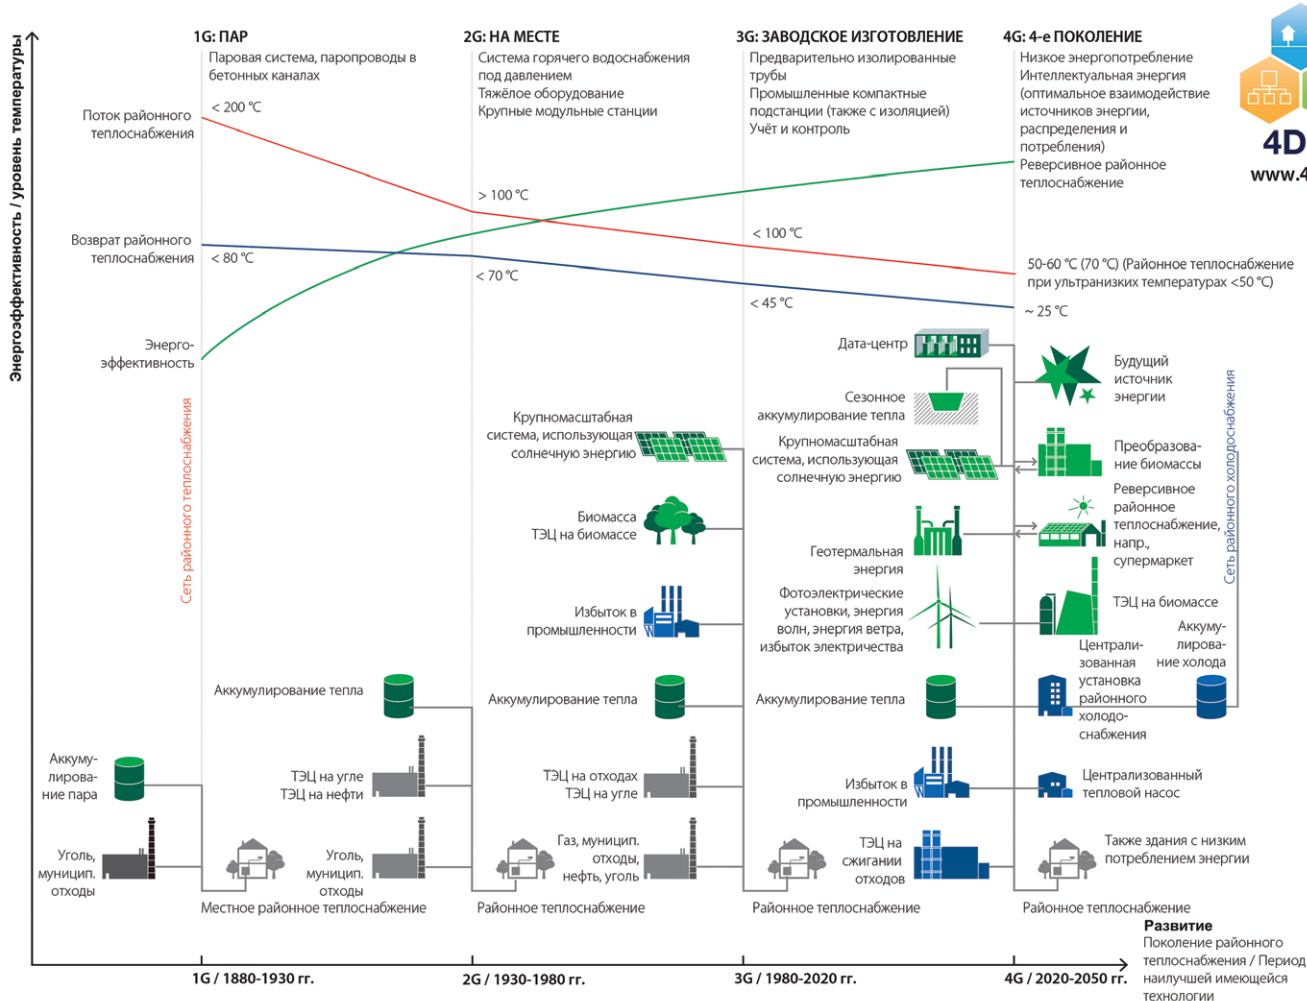 Энергоэффективность / уровень температуры
1G: ПАР
Паровая система, паропроводы в
бетонных каналах
2G: НА МЕСТЕ
Система горячего водоснабжения
под давлением
Тяжёлое оборудование
Крупные модульные станции
3G: ЗАВОДСКОЕ ИЗГОТОВЛЕНИЕ
Предварительно изолированные
трубы
Промышленные компактные
подстанции (также с изоляцией)
Учёт и контроль
4G: 4-е ПОКОЛЕНИЕ
Низкое энергопотребление
Интеллектуальная энергия
(оптимальное взаимодействие
источников энергии,
распределения и
потребления)
Реверсивное районное
теплоснабжение
4D
www.4
Поток районного
теплоснабжения
< 200 °C
> 100 °C
< 100 °C
50-60 °C (70 °C) (Районное теплоснабжение
при ультранизких температурах <50 °C)
Возврат районного
теплоснабжения
< 80 °C
< 70 °C
< 45 °C
~ 25 °C
Энерго-
эффективность
Сеть районного теплоснабжения
Аккуму-
лирова-
ние пара
Уголь,
муницип.
отходы
Местное районное теплоснабжение
Аккумулирование тепла
ТЭЦ на угле
ТЭЦ на нефти
Уголь,
муницип.
отходы
Районное теплоснабжение
Крупномасштабная
система, использующая
солнечную энергию
Биомасса
ТЭЦ на биомассе
Избыток в
промышленности
Аккумулирование тепла
ТЭЦ на отходах
ТЭЦ на угле
Газ, муницип.
отходы,
нефть, уголь
Районное теплоснабжение
Дата-центр
Сезонное
аккумулирование тепла
Крупномасштабная
система, использующая
солнечную энергию
Геотермальная
энергия
Фотоэлектрические
установки, энергия
волн, энергия ветра,
избыток электричества
Аккумулирование тепла
Избыток в
промышленности
ТЭЦ на
сжигании
отходов
Районное теплоснабжение
Будущий
источник
энергии
Преобразова-
ние биомассы
Реверсивное
районное
теплоснабжение,
напр.,
супермаркет
ТЭЦ на биомассе
Централи-
зованная
установка
районного
холодо-
снабжения
Аккуму-
лирова-
ние холода
Сеть районного холодоснабжения
Централизованный
тепловой насос
Также здания с низким
потреблением энергии
Развитие
Поколение районного
теплоснабжения / Период
наилучшей имеющейся
технологии
1G / 1880-1930 гг.
2G / 1930-1980 гг.
3G / 1980-2020 гг.
4G / 2020-2050 гг.